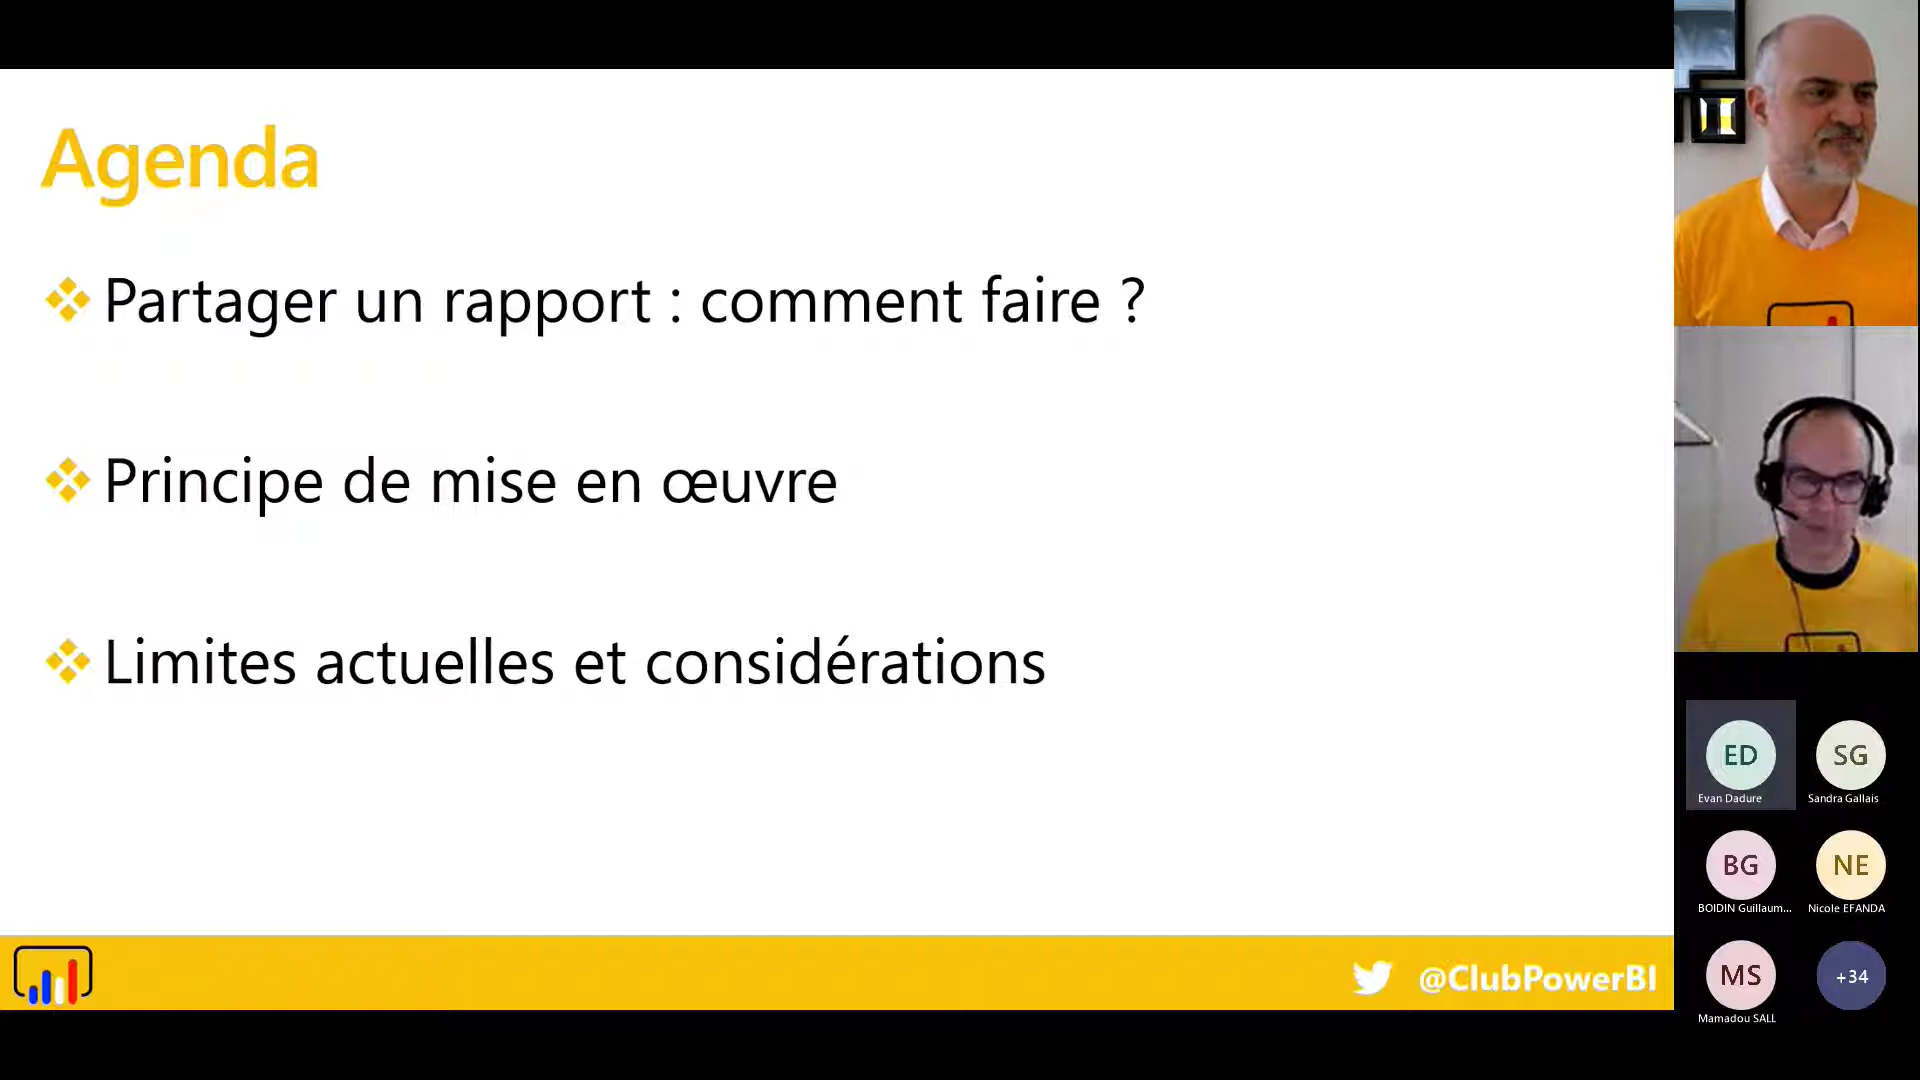 Agenda
Partager un rapport : comment faire ?
Principe de mise en œuvre
Limites actuelles et considérations
@ClubPowerBI
ED
SG
Evan Dadure
Sandra Gallais
BG
NE
BOIDIN Guillaum...
Nicole EFANDA
MS
+34
Mamadou SALL